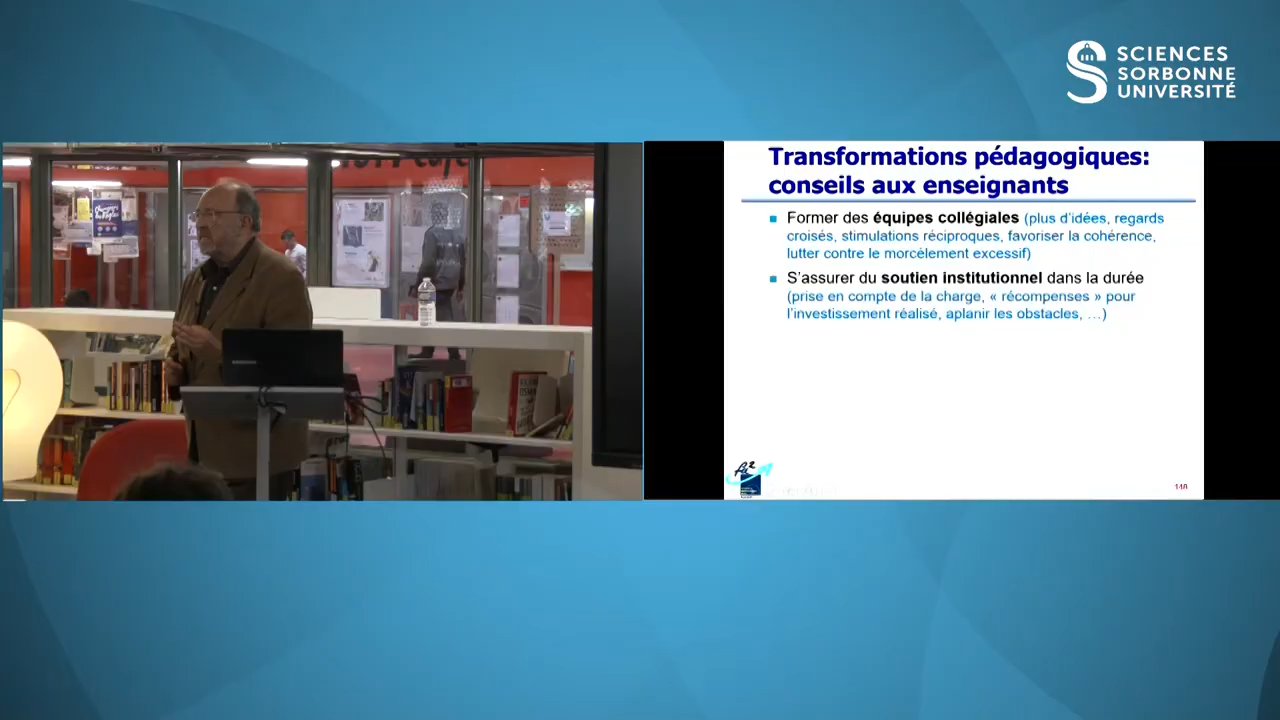 SCIENCES
SORBONNE
UNIVERSITÉ
Transformations pédagogiques:
conseils aux enseignants
Former des équipes collégiales (plus d’idées, regards
croisés, stimulations réciproques, favoriser la cohérence,
lutter contre le morcèlement excessif)
S’assurer du soutien institutionnel dans la durée
(prise en compte de la charge, « récompenses » pour
l’investissement réalisé, aplanir les obstacles, …)